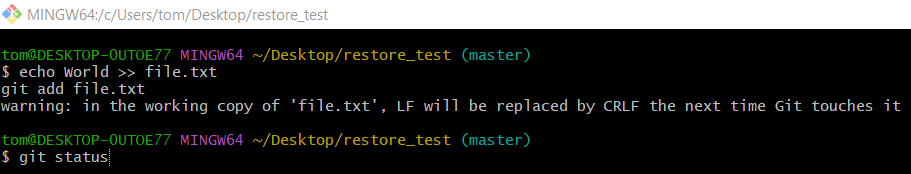 MINGW64:/c/Users/tom/Desktop/restore_test
tom@DESKTOP-OUTOE77 MINGW64 ~/Desktop/restore_test (master)
$ echo World >> file.txt
git add file.txt
warning: in the working copy of 'file.txt', LF will be replaced by CRLF the next time Git touches it
tom@DESKTOP-OUTOE77 MINGW64 ~/Desktop/restore_test (master)
$ git status